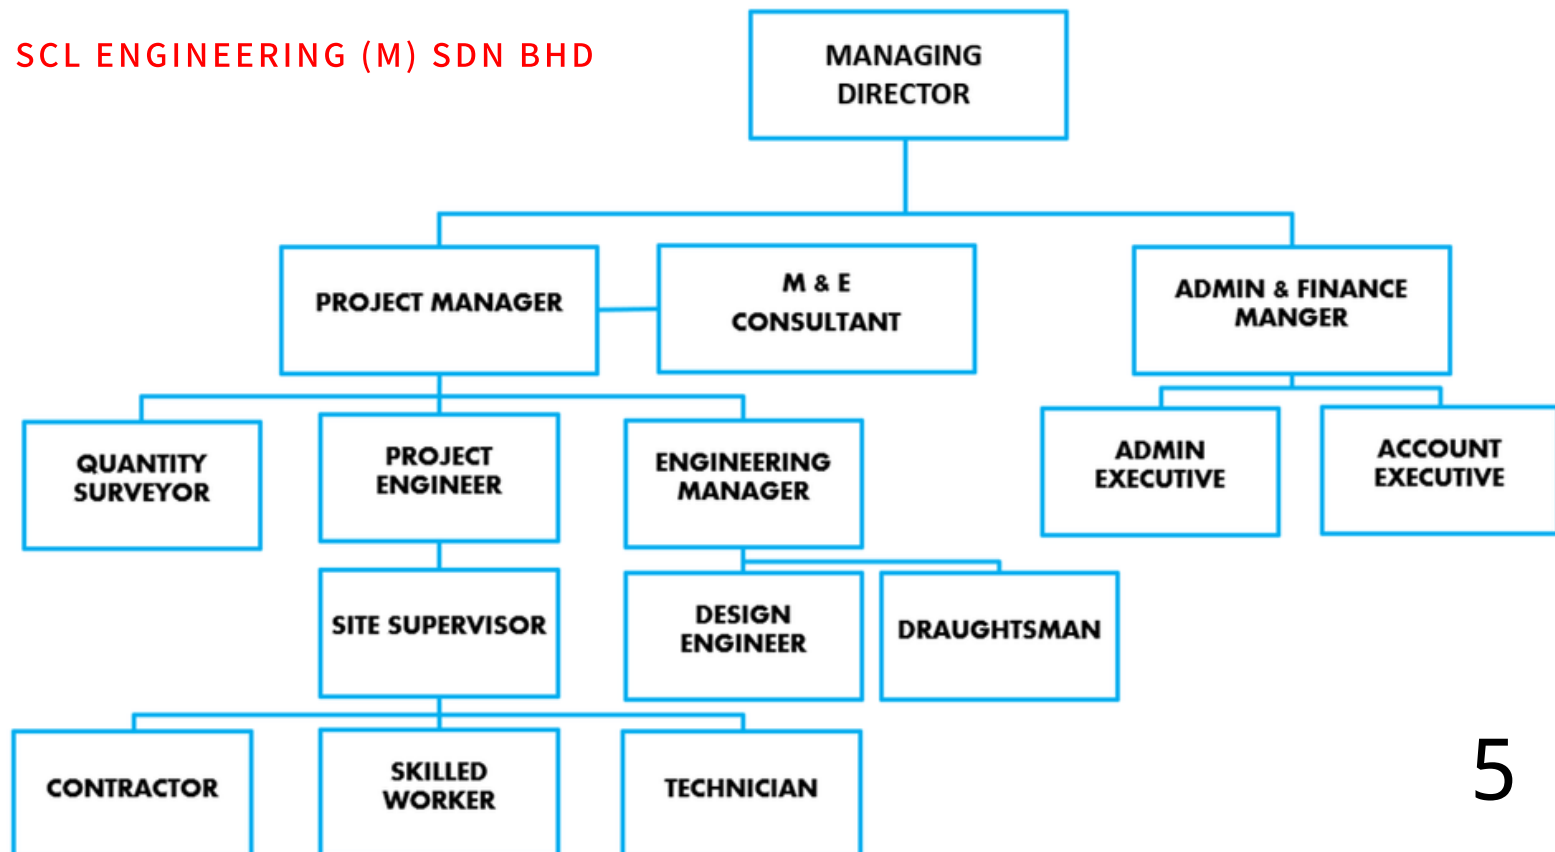 SCL ENGINEERING (M) SDN BHD
MANAGING
DIRECTOR
PROJECT MANAGER
M & E
CONSULTANT
ADMIN & FINANCE
MANGER
QUANTITY
SURVEYOR
PROJECT
ENGINEER
ENGINEERING
MANAGER
ADMIN
EXECUTIVE
ACCOUNT
EXECUTIVE
SITE SUPERVISOR
DESIGN
ENGINEER
DRAUGHTSMAN
CONTRACTOR
SKILLED
WORKER
TECHNICIAN
5